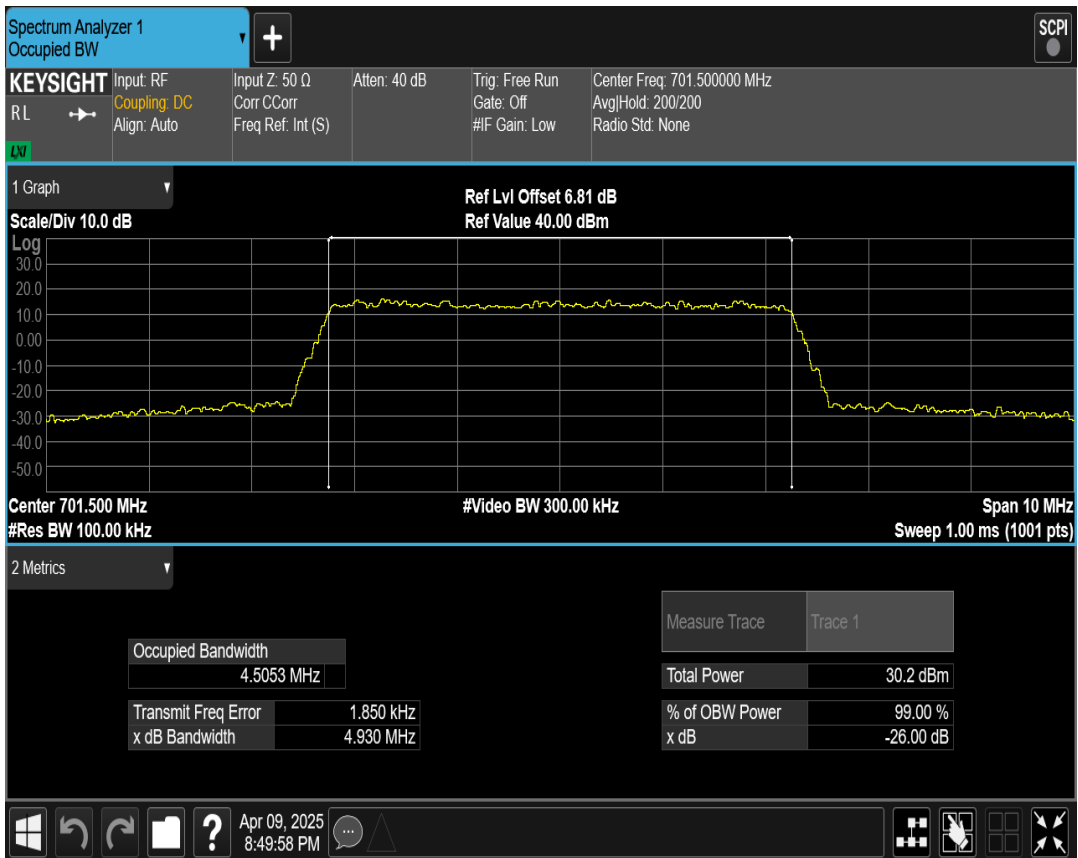 Spectrum Analyzer 1
Occupied BW
+
SCPI
KEYSIGHT
RL
LXI
Input: RF
Coupling: DC
Align: Auto
Input Z: 50 Ω
Corr CCorr
Freq Ref: Int (S)
Atten: 40 dB
Trig: Free Run
Gate: Off
#IF Gain: Low
Center Freq: 701.500000 MHz
Avg|Hold: 200/200
Radio Std: None
1 Graph
Scale/Div 10.0 dB
Ref Lvl Offset 6.81 dB
Ref Value 40.00 dBm
Log
30.0
20.0
10.0
0.00
-10.0
-20.0
-30.0
-40.0
-50.0
Center 701.500 MHz
#Video BW 300.00 kHz
Span 10 MHz
#Res BW 100.00 kHz
Sweep 1.00 ms (1001 pts)
2 Metrics
Measure Trace Trace 1
Occupied Bandwidth
4.5053 MHz
Total Power 30.2 dBm
Transmit Freq Error 1.850 kHz
% of OBW Power 99.00 %
x dB Bandwidth 4.930 MHz
x dB -26.00 dB
?
Apr 09, 2025
8:49:58 PM